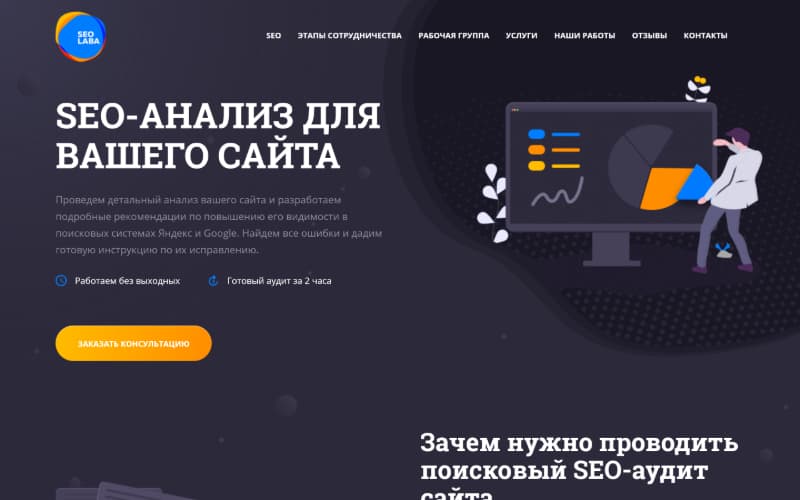 SEO
LABA
SEO ЭТАПЫ СОТРУДНИЧЕСТВА РАБОЧАЯ ГРУППА УСЛУГИ НАШИ РАБОТЫ ОТЗЫВЫ КОНТАКТЫ
SEO-АНАЛИЗ ДЛЯ
ВАШЕГО САЙТА
Проведем детальный анализ вашего сайта и разработаем
подробные рекомендации по повышению его видимости в
поисковых системах Яндекс и Google. Найдем все ошибки и дадим
готовую инструкцию по их исправлению.
Работаем без выходных Готовый аудит за 2 часа
ЗАКАЗАТЬ КОНСУЛЬТАЦИЮ
Зачем нужно проводить
поисковый SEO-аудит
сайта